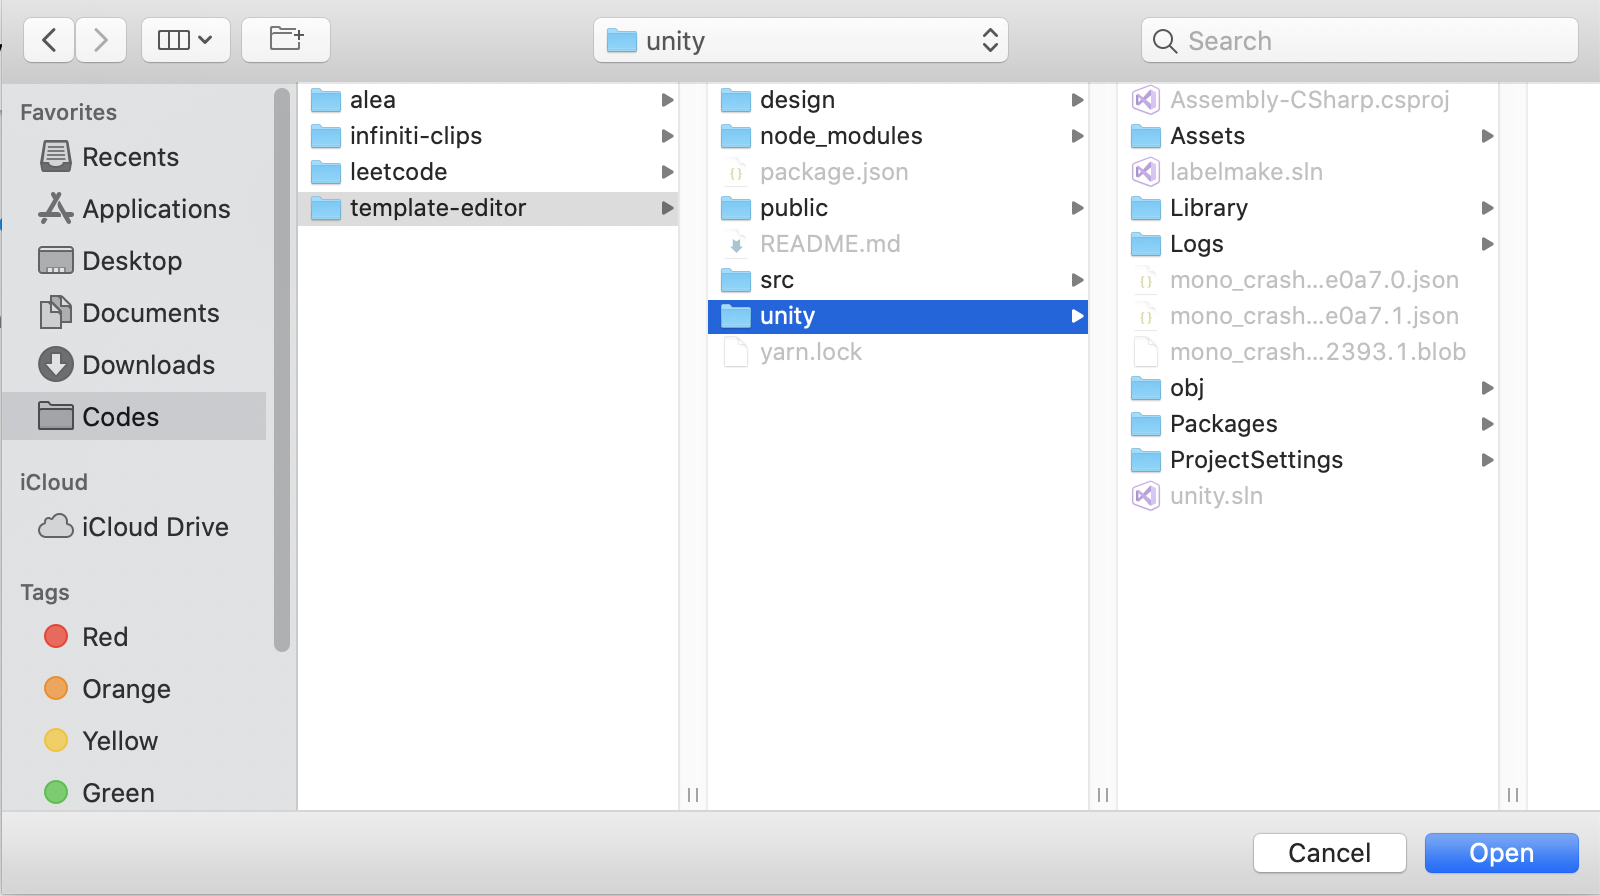 unity
Search
Favorites
Recents
Applications
Desktop
Documents
Downloads
Codes
iCloud
iCloud Drive
Tags
Red
Orange
Yellow
Green
alea
infiniti-clips
leetcode
template-editor
design
node_modules
package.json
public
README.md
src
unity
yarn.lock
Assembly-CSharp.csproj
Assets
labelmake.sln
Library
Logs
mono_crash...e0a7.0.json
mono_crash...e0a7.1.json
mono_crash...2393.1.blob
obj
Packages
ProjectSettings
unity.sln
Cancel
Open